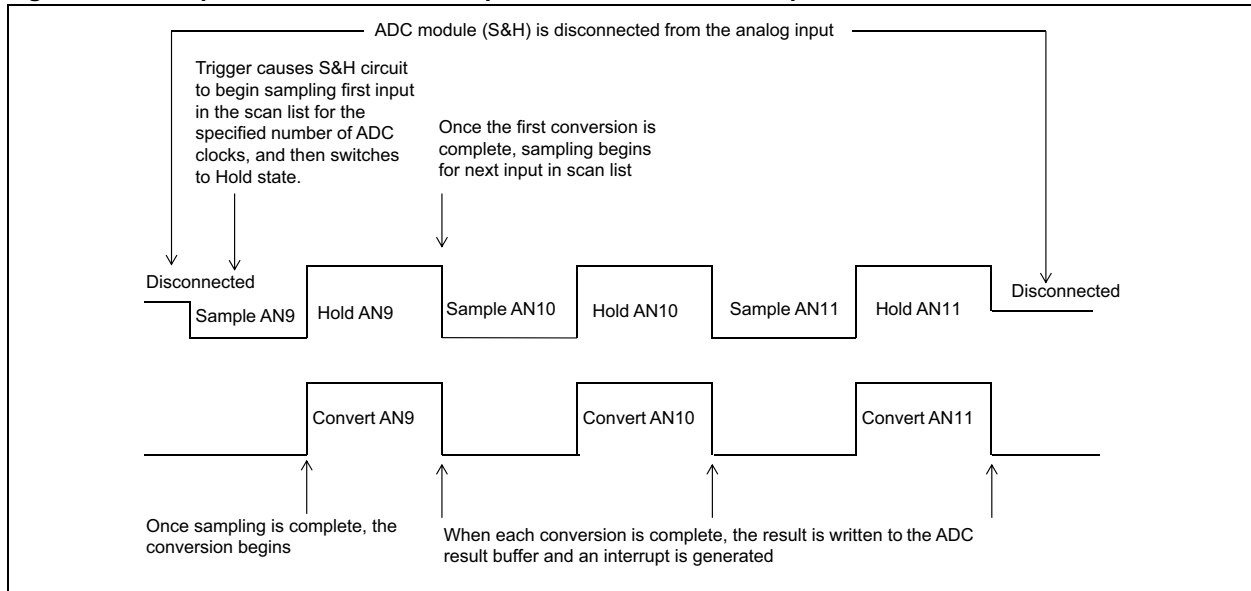 ADC module (S&H) is disconnected from the analog input
Trigger causes S&H circuit
to begin sampling first input
in the scan list for the
specified number of ADC
clocks, and then switches
to Hold state.
Once the first conversion is
complete, sampling begins
for next input in scan list
Disconnected
Sample AN9
Hold AN9
Sample AN10
Hold AN10
Sample AN11
Hold AN11
Disconnected
Convert AN9
Convert AN10
Convert AN11
Once sampling is complete, the
conversion begins
When each conversion is complete, the result is written to the ADC
result buffer and an interrupt is generated